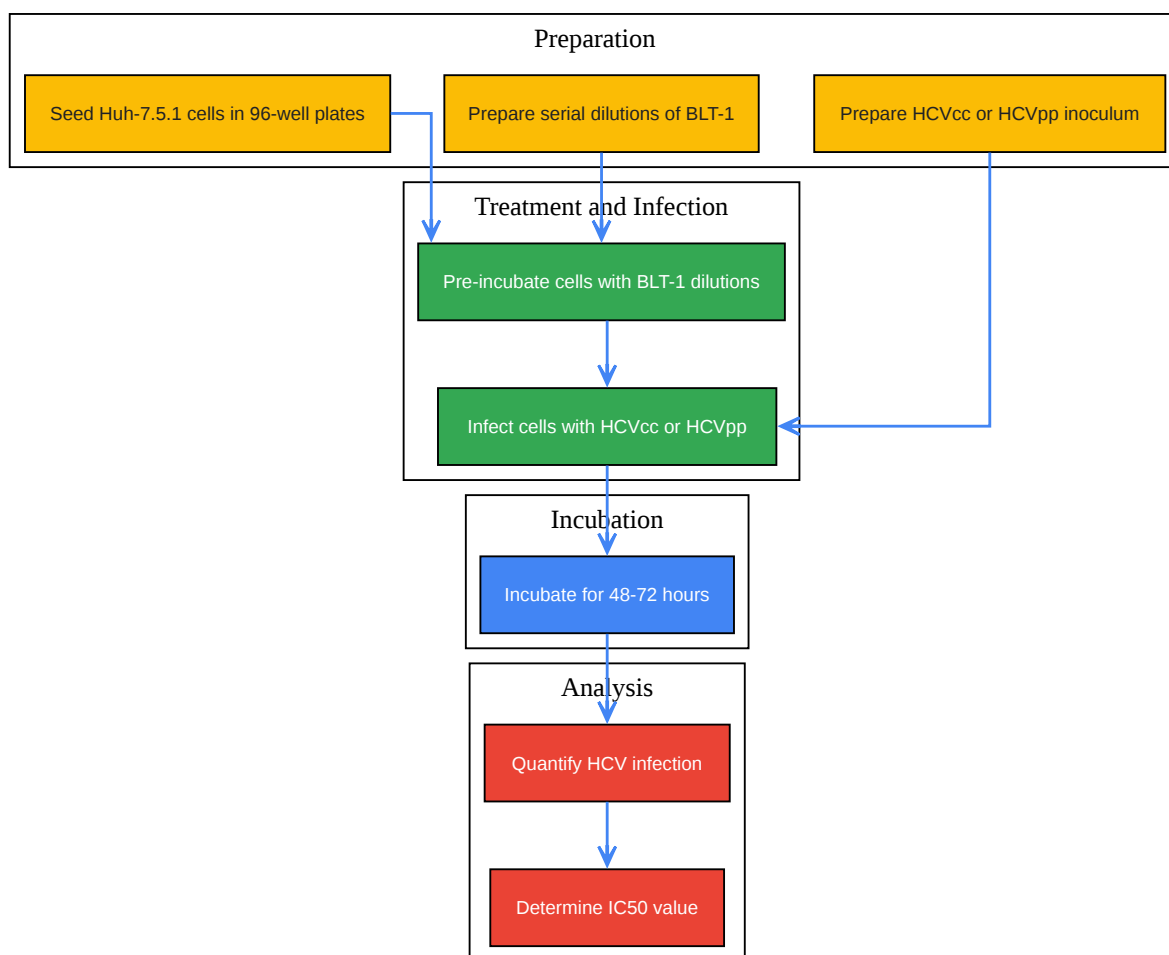 Preparation
Seed Huh-7.5.1 cells in 96-well plates
Prepare serial dilutions of BLT-1
Prepare HCVcc or HCVpp inoculum
Treatment and Infection
Pre-incubate cells with BLT-1 dilutions
Infect cells with HCVcc or HCVpp
Incubation
Incubate for 48-72 hours
Analysis
Quantify HCV infection
Determine IC50 value